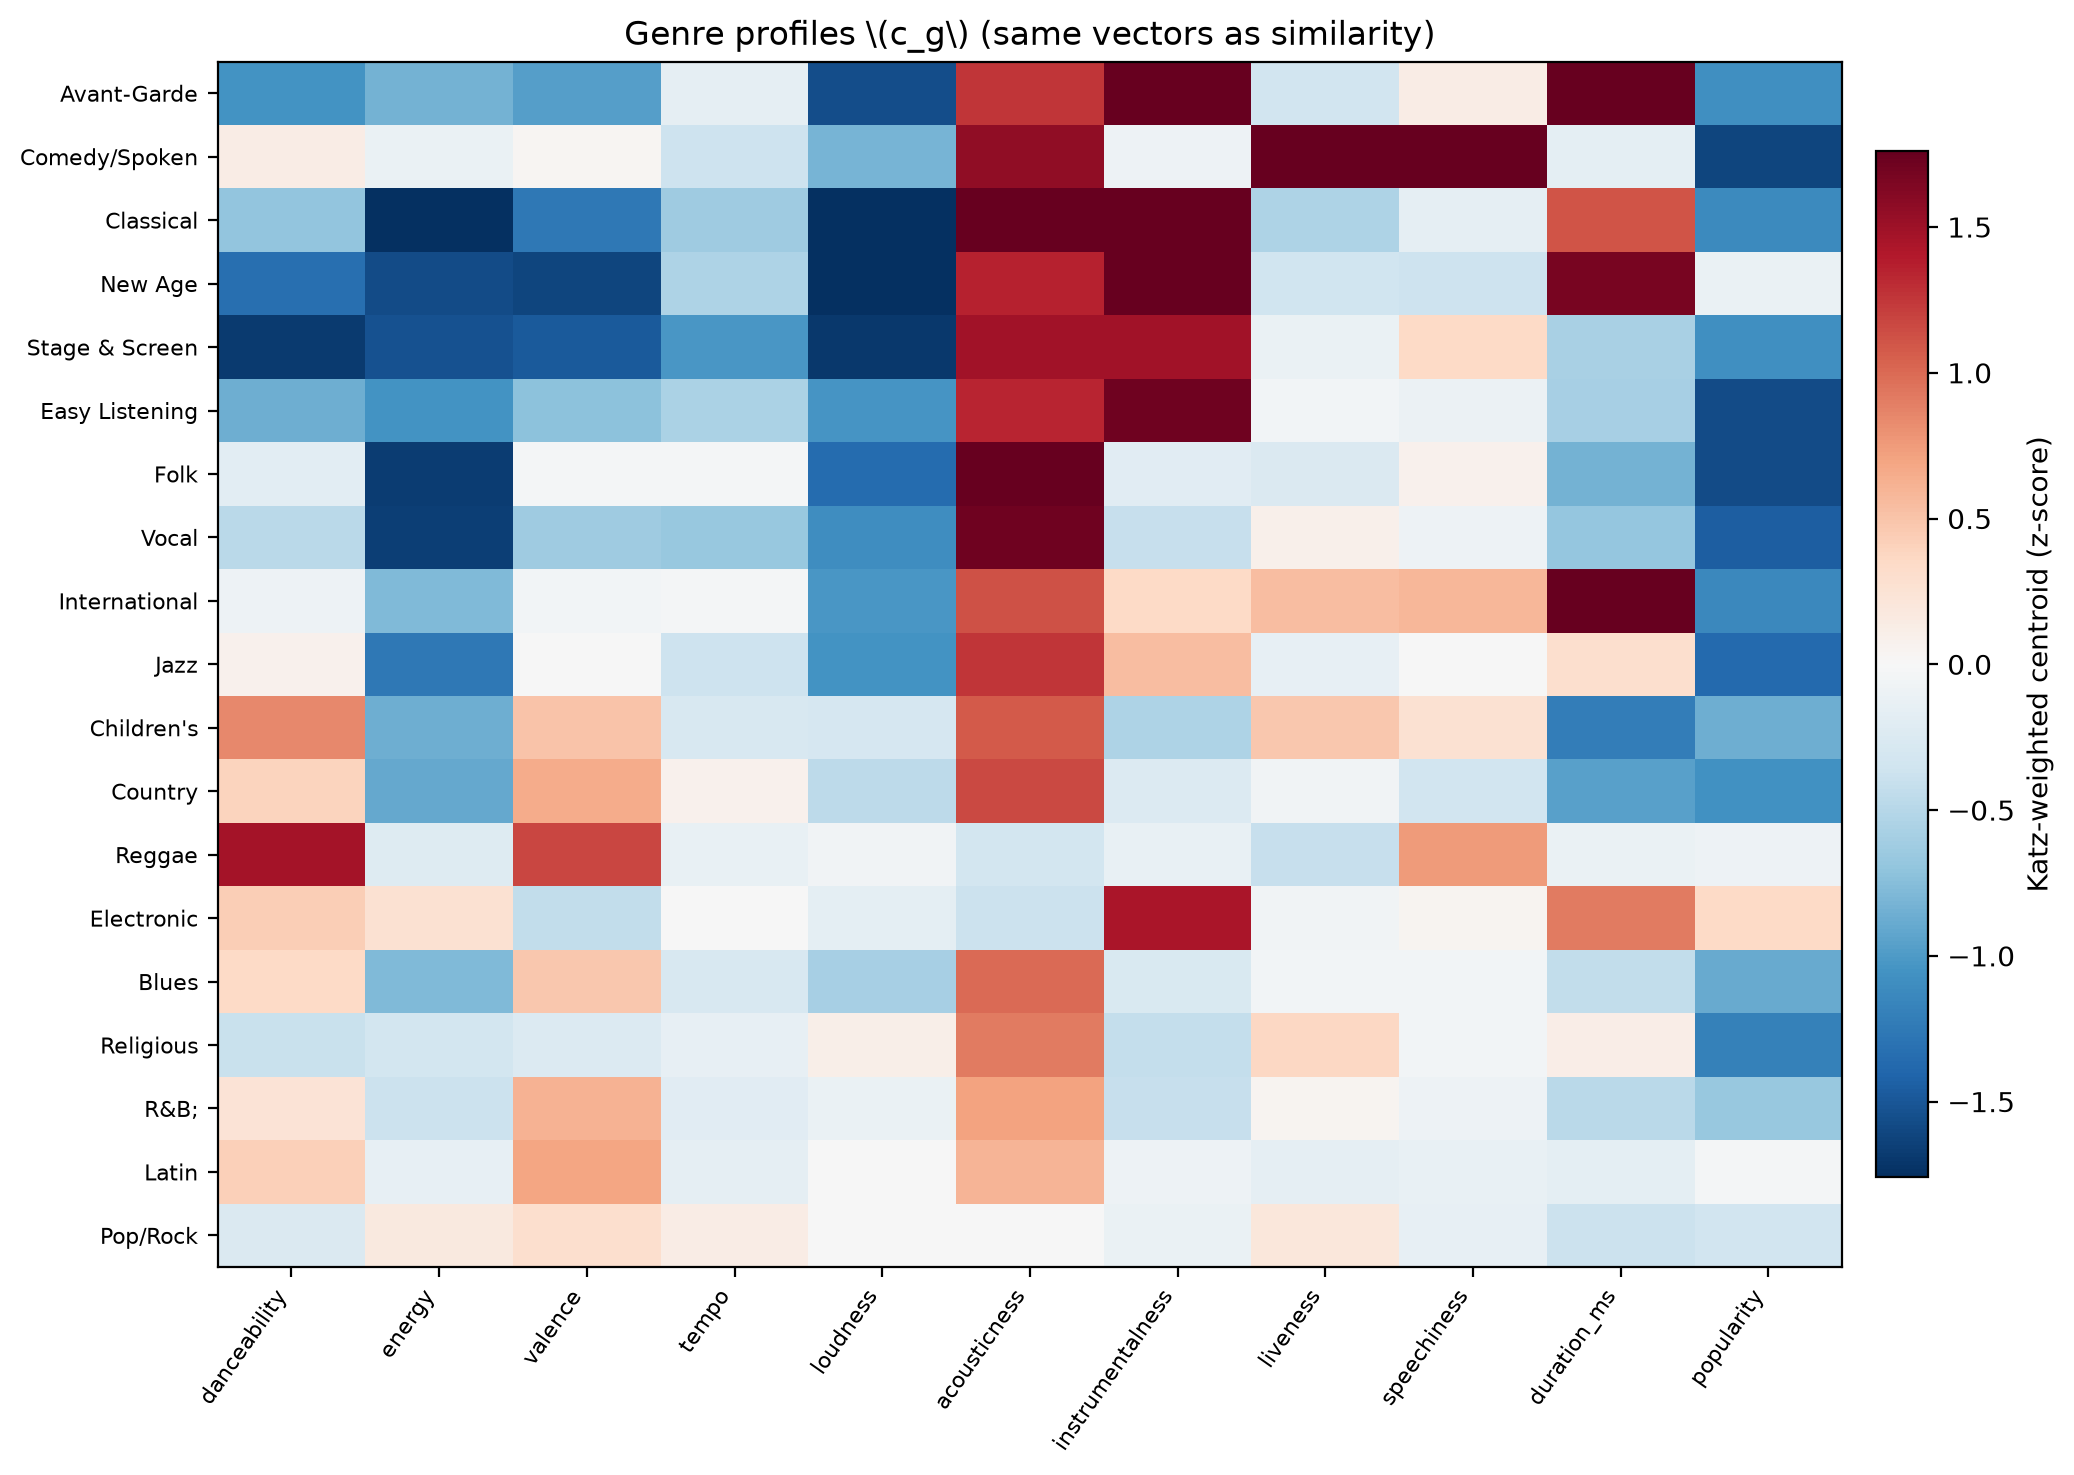 Genre profiles \(c_g\) (same vectors as similarity)
Avant-Garde
Comedy/Spoken
Classical
New Age
Stage & Screen
Easy Listening
Folk
Vocal
International
Jazz
Children's
Country
Reggae
Electronic
Blues
Religious
R&B;
Latin
Pop/Rock
danceability
energy
valence
tempo
loudness
acousticness
instrumentalness
liveness
speechiness
duration_ms
popularity
1.5
1.0
0.5
0.0
−0.5
−1.0
−1.5
Katz-weighted centroid (z-score)